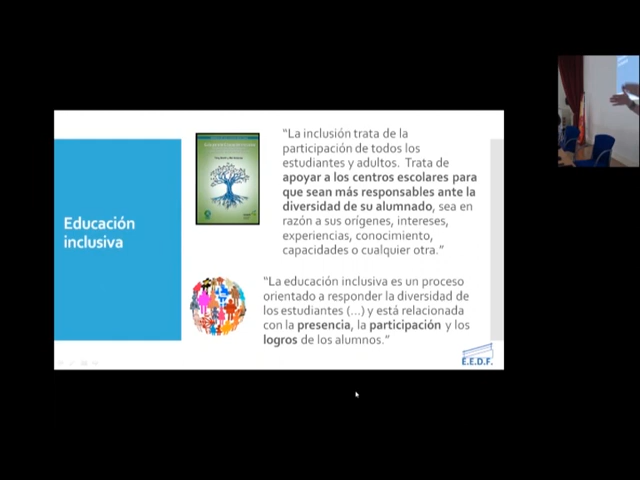 Educación
inclusiva
“La inclusión trata de la
participación de todos los
estudiantes y adultos. Trata de
apoyar a los centros escolares para
que sean más responsables ante la
diversidad de su alumnado, sea en
razón a sus orígenes, intereses,
experiencias, conocimiento,
capacidades o cualquier otra.”
“La educación inclusiva es un proceso
orientado a responder la diversidad de
los estudiantes (...) y está relacionada
con la presencia, la participación y los
logros de los alumnos.”
E.E.D.F.